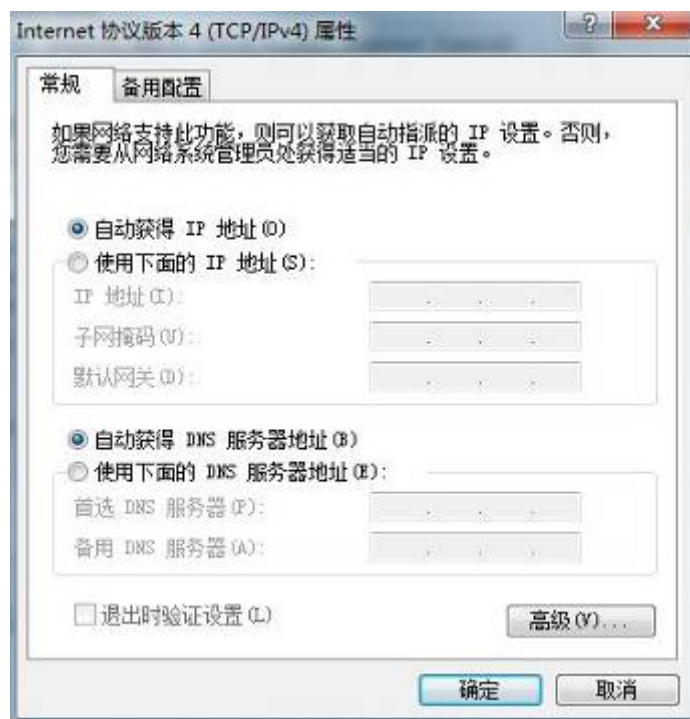 Internet 协议版本 4 (TCP/IPv4) 属性
常规
备用配置
如果网络支持此功能，则可以获取自动指派的 IP 设置。否则，
您需要从网络系统管理员处获得适当的 IP 设置。
自动获得 IP 地址(O)
使用下面的 IP 地址(S):
IP 地址(I):
子网掩码(U):
默认网关(D):
自动获得 DNS 服务器地址(B)
使用下面的 DNS 服务器地址(E):
首选 DNS 服务器(P):
备用 DNS 服务器(A):
退出时验证设置(L)
高级(V)...
确定
取消